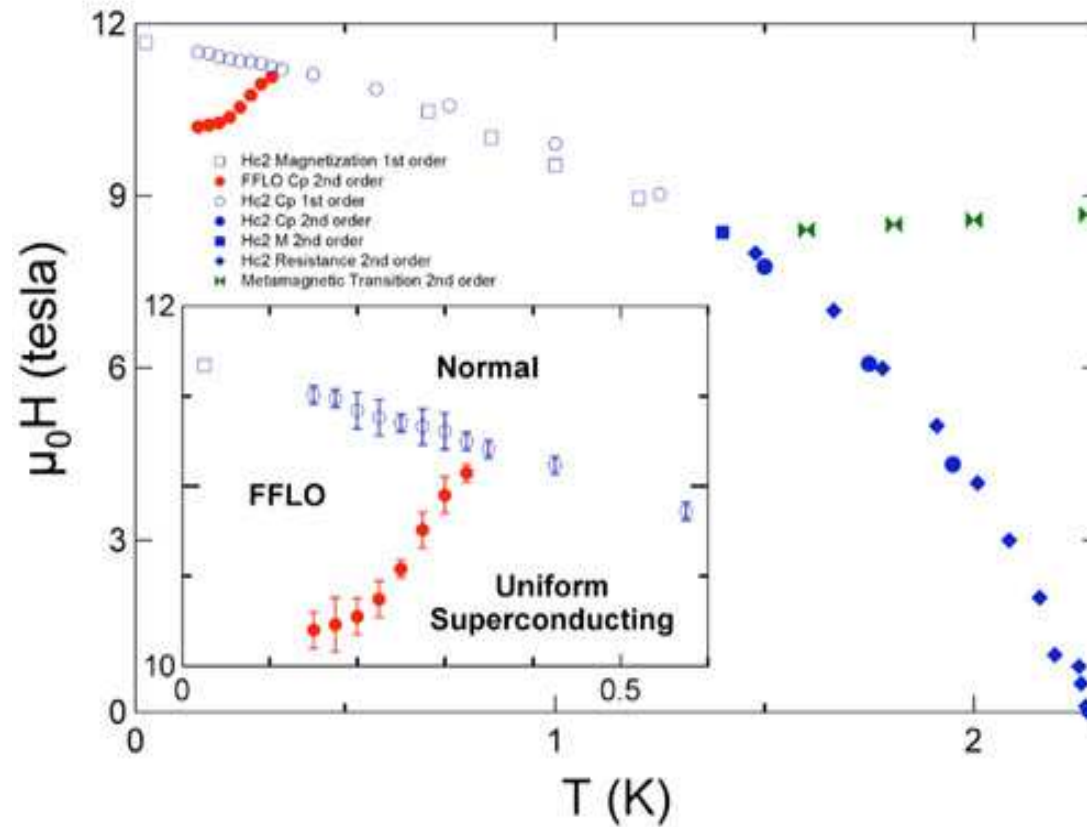 12
9
6
3
0
μ₀H (tesla)
Hc2 Magnetization 1st order
FFLO Cp 2nd order
Hc2 Cp 1st order
Hc2 Cp 2nd order
Hc2 M 2nd order
Hc2 Resistance 2nd order
Metamagnetic Transition 2nd order
12
Normal
FFLO
Uniform
Superconducting
10
0
0.5
0
1
2
T (K)